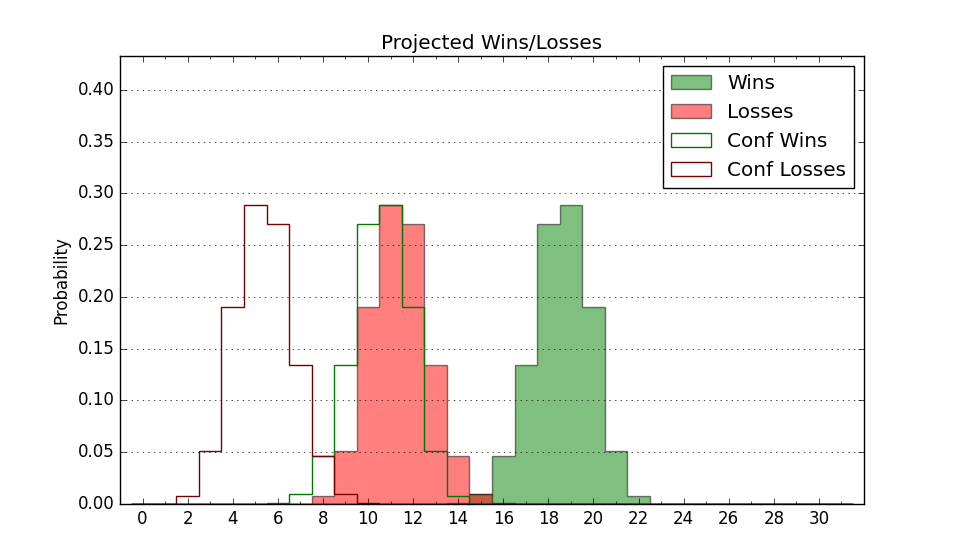 Projected Wins/Losses
Wins
Losses
Conf Wins
Conf Losses
Probability
0.40
0.35
0.30
0.25
0.20
0.15
0.10
0.05
0.00
0 2 4 6 8 10 12 14 16 18 20 22 24 26 28 30